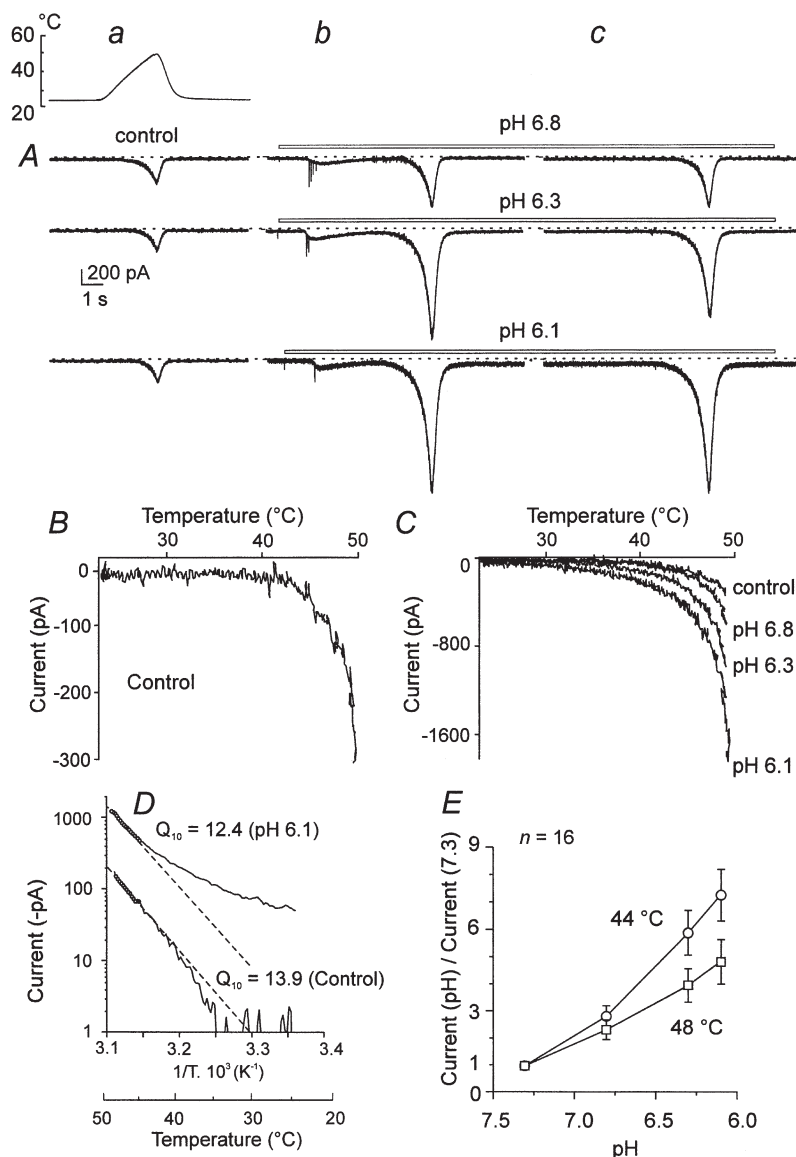 °C
a
b
c
60
40
20
control
pH 6.8
A
pH 6.3
200 pA
1 s
pH 6.1
B
Temperature (°C)
30
40
50
0
-100
-200
-300
Current (pA)
Control
C
Temperature (°C)
30
40
50
0
-800
-1600
Current (pA)
control
pH 6.8
pH 6.3
pH 6.1
D
Q10 = 12.4 (pH 6.1)
Q10 = 13.9 (Control)
1000
100
10
1
Current (-pA)
3.1
3.2
3.3
3.4
1/T. 10³ (K⁻¹)
50
40
30
20
Temperature (°C)
E
n = 16
9
6
3
1
0
Current (pH) / Current (7.3)
44 °C
48 °C
7.5
7.0
6.5
6.0
pH